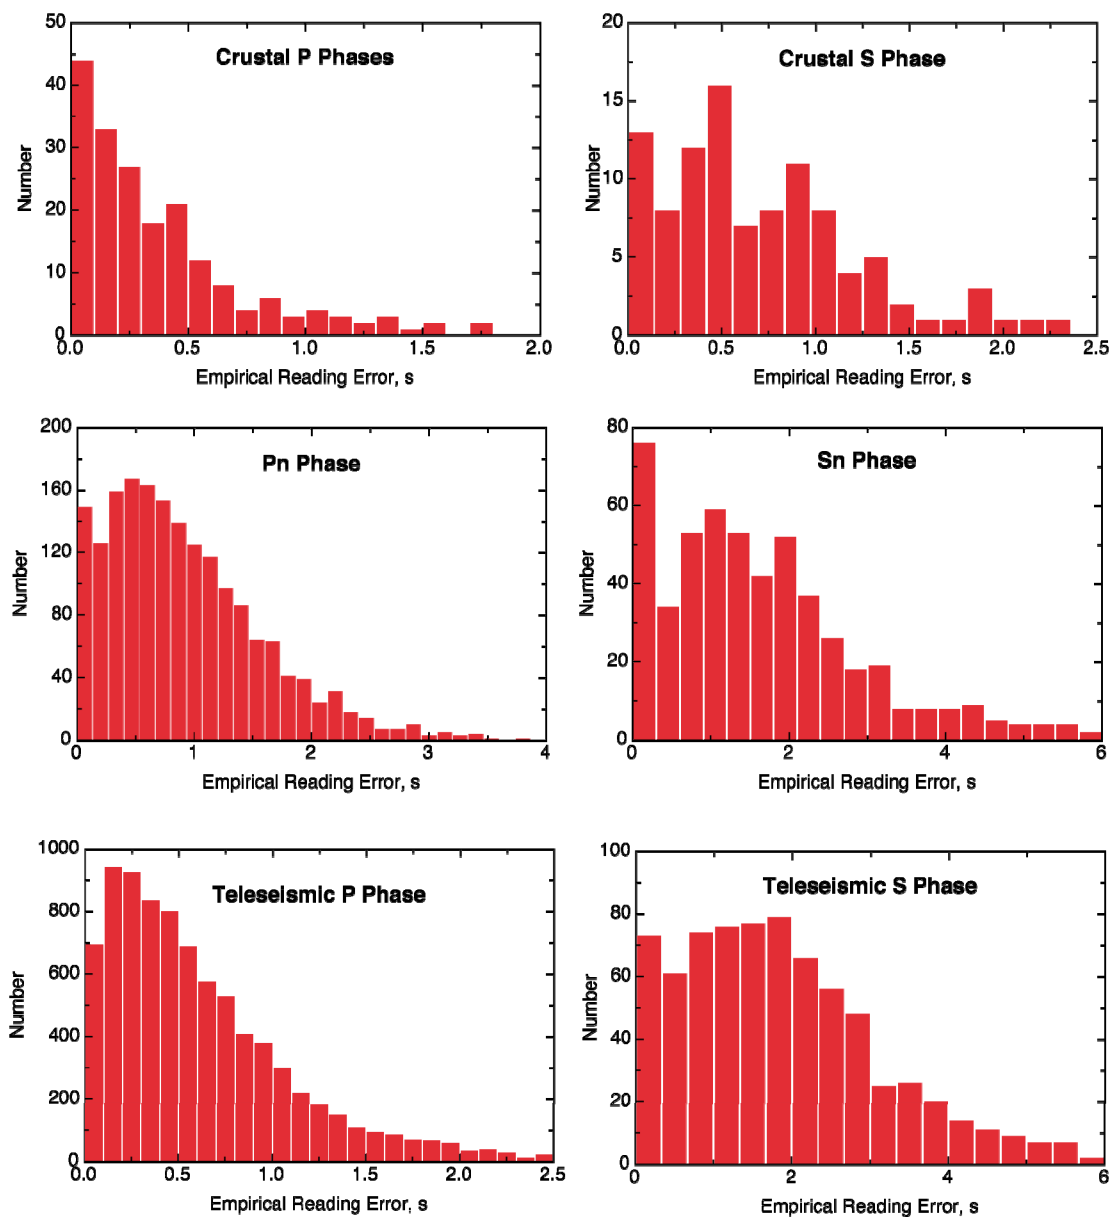 Crustal P Phases
Number
50
40
30
20
10
0
0.0 0.5 1.0 1.5 2.0
Empirical Reading Error, s
Crustal S Phase
Number
20
15
10
5
0
0.0 0.5 1.0 1.5 2.0 2.5
Empirical Reading Error, s
Pn Phase
Number
200
160
120
80
40
0
0 1 2 3 4
Empirical Reading Error, s
Sn Phase
Number
80
60
40
20
0
0 2 4 6
Empirical Reading Error, s
Teleseismic P Phase
Number
1000
800
600
400
200
0
0.0 0.5 1.0 1.5 2.0 2.5
Empirical Reading Error, s
Teleseismic S Phase
Number
100
80
60
40
20
0
0 2 4 6
Empirical Reading Error, s